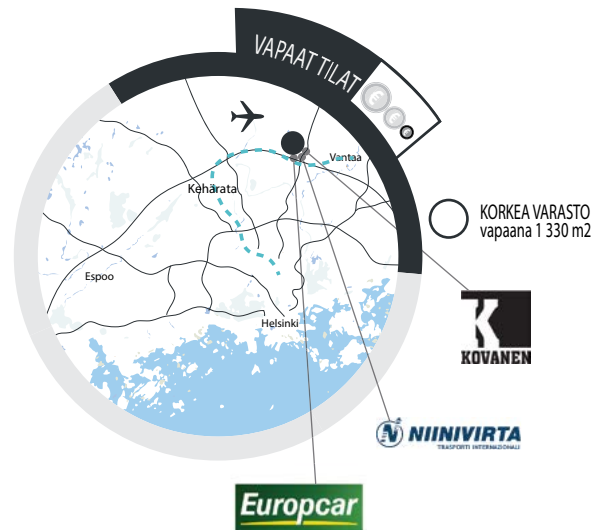 VAPAAT TILAT
Vantaa
Kehärata
KORKEA VARASTO
vapaana 1 330 m2
Espoo
Helsinki
K
KOVANEN
N NIINIVIRTA
TRASPORTI INTERNAZIONALI
Europcar